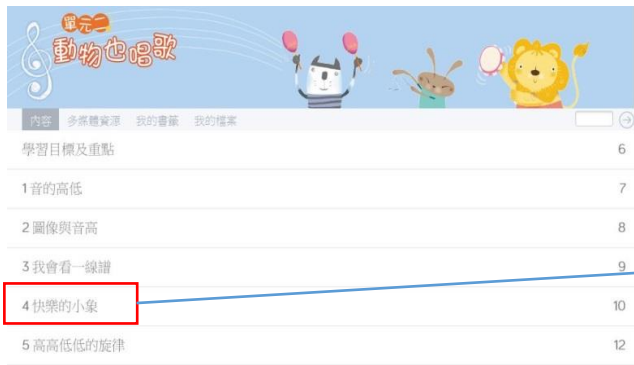 單元二
動物也唱歌
內容 多媒體資源 我的書籤 我的檔案
學習目標及重點 6
1 音的高低 7
2 圖像與音高 8
3 我會看一線譜 9
4 快樂的小象 10
5 高高低低的旋律 12